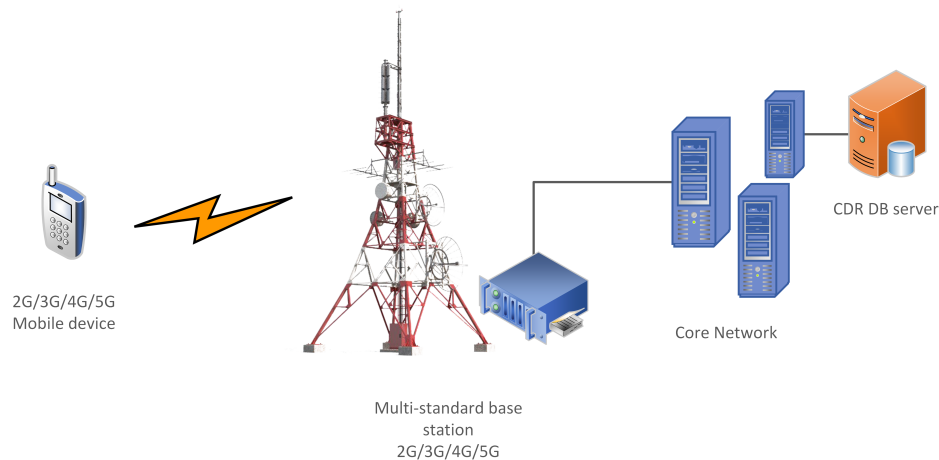 2G/3G/4G/5G
Mobile device
Multi-standard base
station
2G/3G/4G/5G
Core Network
CDR DB server